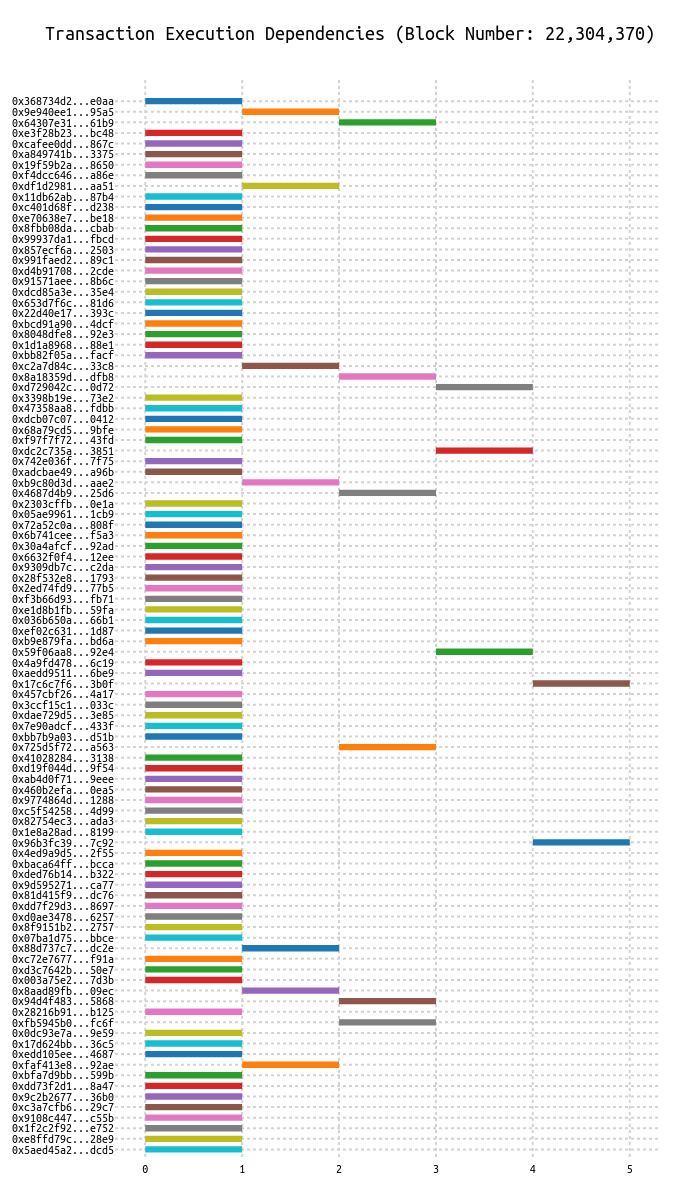 Transaction Execution Dependencies (Block Number: 22,304,370)
0x368734d2...e0aa
0x9e940ee1...95a5
0x64307e31...61b9
0xe3f28b23...bc48
0xcafee0dd...867c
0xa849741b...3375
0x19f59b2a...8650
0xf4dcc646...a86e
0xdf1d2981...aa51
0x11db62ab...87b4
0xc401d68f...d238
0xe70638e7...be18
0x8fbb08da...cbab
0x99937da1...fbcd
0x857ecf6a...2503
0x991faed2...89c1
0xd4b91708...2cde
0x91571aee...8b6c
0xdcd85a3e...35e4
0x653d7f6c...81d6
0x22d40e17...393c
0xbcd91a90...4dcf
0x8048dfe8...92e3
0x1d1a8968...88e1
0xbb82f05a...facf
0xc2a7d84c...33c8
0x8a18359d...dfb8
0xd729042c...0d72
0x3398b19e...73e2
0x47358aa8...fdbb
0xdcb07c07...0412
0x68a79cd5...9bfe
0xf97f7f72...43fd
0xdc2c735a...3851
0x742e036f...7f75
0xadcbae49...a96b
0xb9c80d3d...aae2
0x4687d4b9...25d6
0x2303cffb...0e1a
0x05ae9961...1cb9
0x72a52c0a...808f
0x6b741cee...f5a3
0x30a4afcf...92ad
0x6632f0f4...12ee
0x9309db7c...c2da
0x28f532e8...1793
0x2ed74fd9...77b5
0xf3b66d93...fb71
0xe1d8b1fb...59fa
0x036b650a...66b1
0xef02c631...1d87
0xb9e879fa...bd6a
0x59f06aa8...92e4
0x4a9fd478...6c19
0xaedd9511...6be9
0x17c6c7f6...3b0f
0x457cbf26...4a17
0x3ccf15c1...033c
0xdae729d5...3e85
0x7e90adcf...433f
0xbb7b9a03...d51b
0x725d5f72...a563
0x41028284...3138
0xd19f044d...9f54
0xab4d0f71...9eee
0x460b2efa...0ea5
0x9774864d...1288
0xc5f54258...4d99
0x82754ec3...ada3
0x1e8a28ad...8199
0x96b3fc39...7c92
0x4ed9a9d5...2f55
0xbaca64ff...bcca
0xded76b14...b322
0x9d595271...ca77
0x81d415f9...dc76
0xdd7f29d3...8697
0xd0ae3478...6257
0x8f9151b2...2757
0x07ba1d75...bbce
0x88d737c7...dc2e
0xc72e7677...f91a
0xd3c7642b...50e7
0x003a75e2...7d3b
0x8aad89fb...09ec
0x94d4f483...5868
0x28216b91...b125
0xfb5945b0...fc6f
0x0dc93e7a...9e59
0x17d624bb...36c5
0xedd105ee...4687
0xfaf413e8...92ae
0xbfa7d9bb...599b
0xdd73f2d1...8a47
0x9c2b2677...36b0
0xc3a7cfb6...29c7
0x9108c447...c55b
0x1f2c2f92...e752
0xe8ffd79c...28e9
0x5aed45a2...dcd5
0 1 2 3 4 5